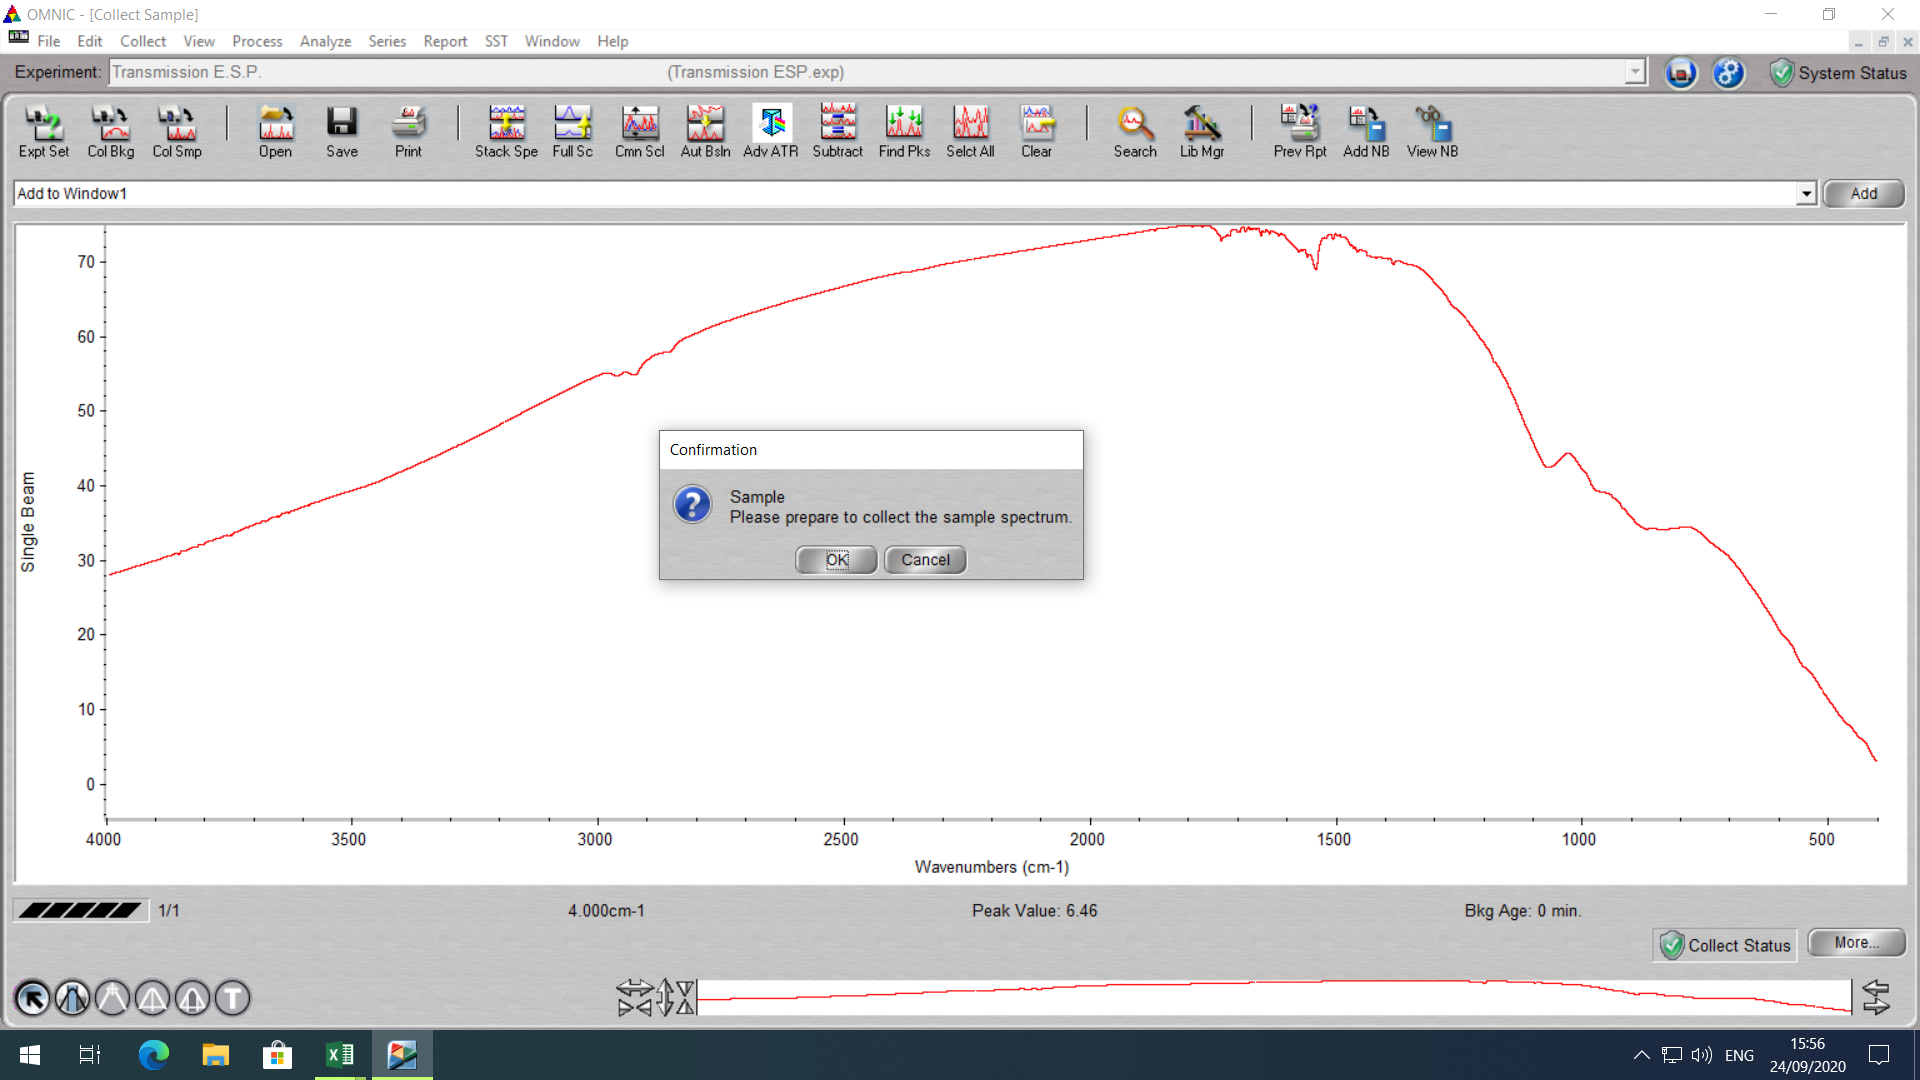 OMNIC - [Collect Sample]
File Edit Collect View Process Analyze Series Report SST Window Help
Experiment: Transmission E.S.P. (Transmission ESP.exp) System Status
Expt Set Col Bkg Col Smp Open Save Print Stack Spe Full Sc Cmn Scl Aut Bsln Adv ATR Subtract Find Pks Selct All Clear Search Lib Mgr Prev Rpt Add NB View NB
Add to Window1 Add
70
60
50
40
30
20
10
0
Single Beam
Confirmation
?
Sample
Please prepare to collect the sample spectrum.
OK Cancel
4000 3500 3000 2500 2000 1500 1000 500
Wavenumbers (cm-1)
1/1 4.000cm-1 Peak Value: 6.46 Bkg Age: 0 min.
Collect Status More...
T
ENG 15:56
24/09/2020